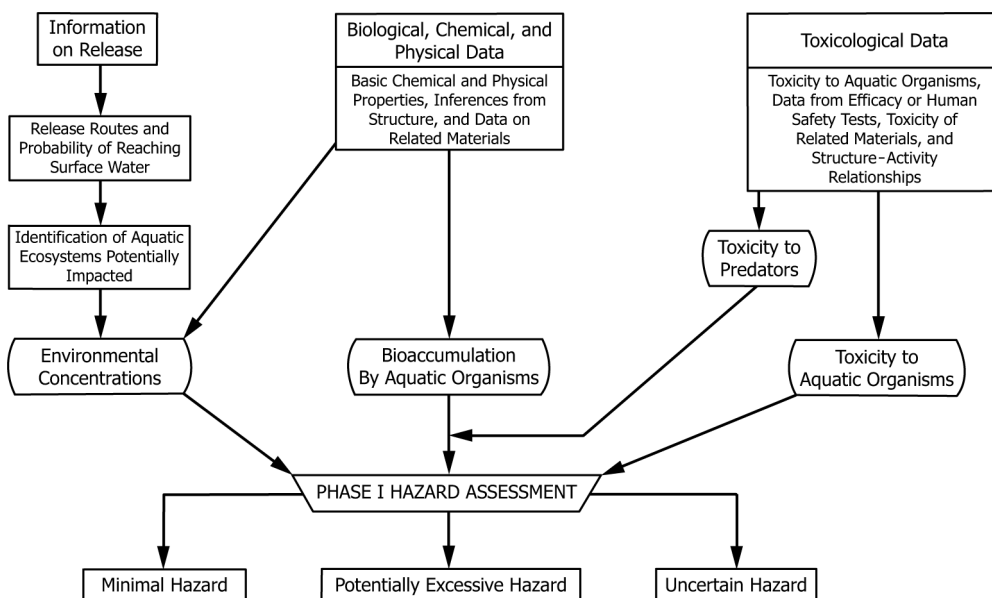 Information
on Release
Release Routes and
Probability of Reaching
Surface Water
Identification of Aquatic
Ecosystems Potentially
Impacted
Environmental
Concentrations
Biological, Chemical, and
Physical Data
Basic Chemical and Physical
Properties, Inferences from
Structure, and Data on
Related Materials
Bioaccumulation
By Aquatic Organisms
Toxicological Data
Toxicity to Aquatic Organisms,
Data from Efficacy or Human
Safety Tests, Toxicity of
Related Materials, and
Structure-Activity
Relationships
Toxicity to
Predators
Toxicity to
Aquatic Organisms
PHASE I HAZARD ASSESSMENT
Minimal Hazard
Potentially Excessive Hazard
Uncertain Hazard